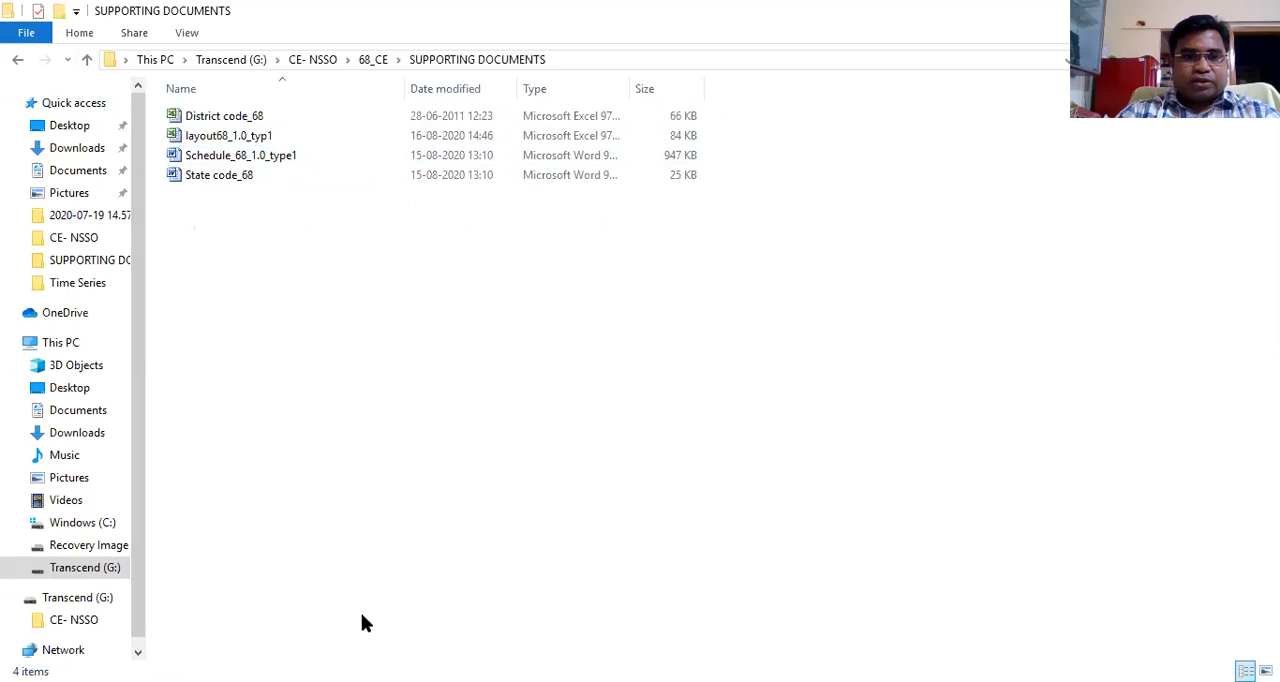 SUPPORTING DOCUMENTS
File Home Share View
This PC Transcend (G:) CE- NSSO 68_CE SUPPORTING DOCUMENTS
Name Date modified Type Size
District code_68 28-06-2011 12:23 Microsoft Excel 97... 66 KB
layout68_1.0_typ1 16-08-2020 14:46 Microsoft Excel 97... 84 KB
Schedule_68_1.0_type1 15-08-2020 13:10 Microsoft Word 9... 947 KB
State code_68 15-08-2020 13:10 Microsoft Word 9... 25 KB
Quick access
Desktop
Downloads
Documents
Pictures
2020-07-19 14.57
CE- NSSO
SUPPORTING DO
Time Series
OneDrive
This PC
3D Objects
Desktop
Documents
Downloads
Music
Pictures
Videos
Windows (C:)
Recovery Image
Transcend (G:)
Transcend (G:)
CE- NSSO
Network
4 items